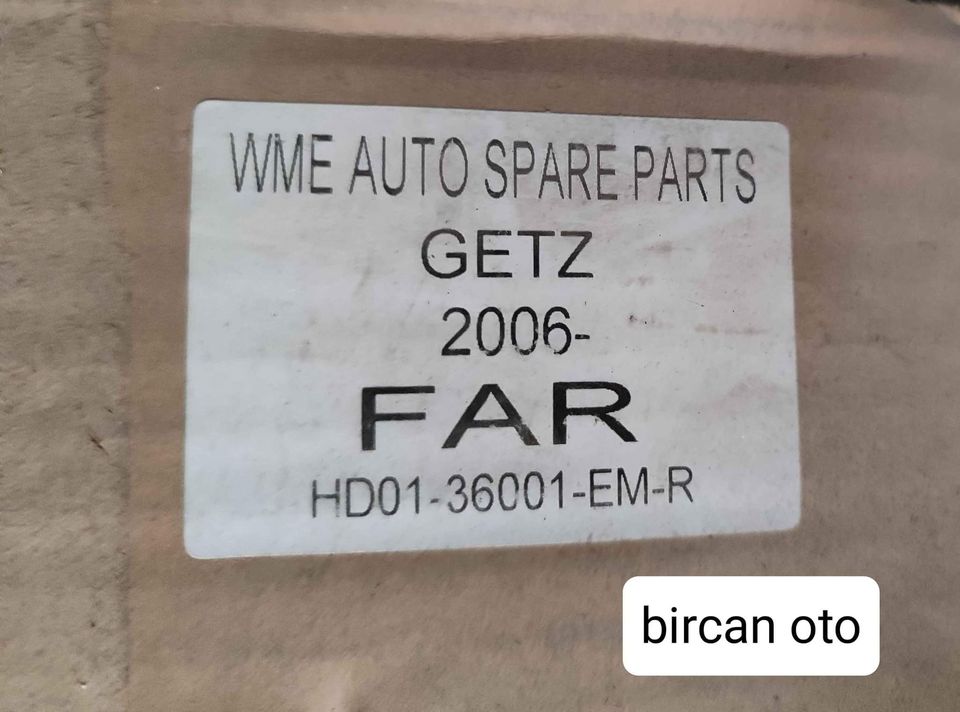 WME AUTO SPARE PARTS
GETZ
2006-
FAR
HD01-36001-EM-R
bircan oto